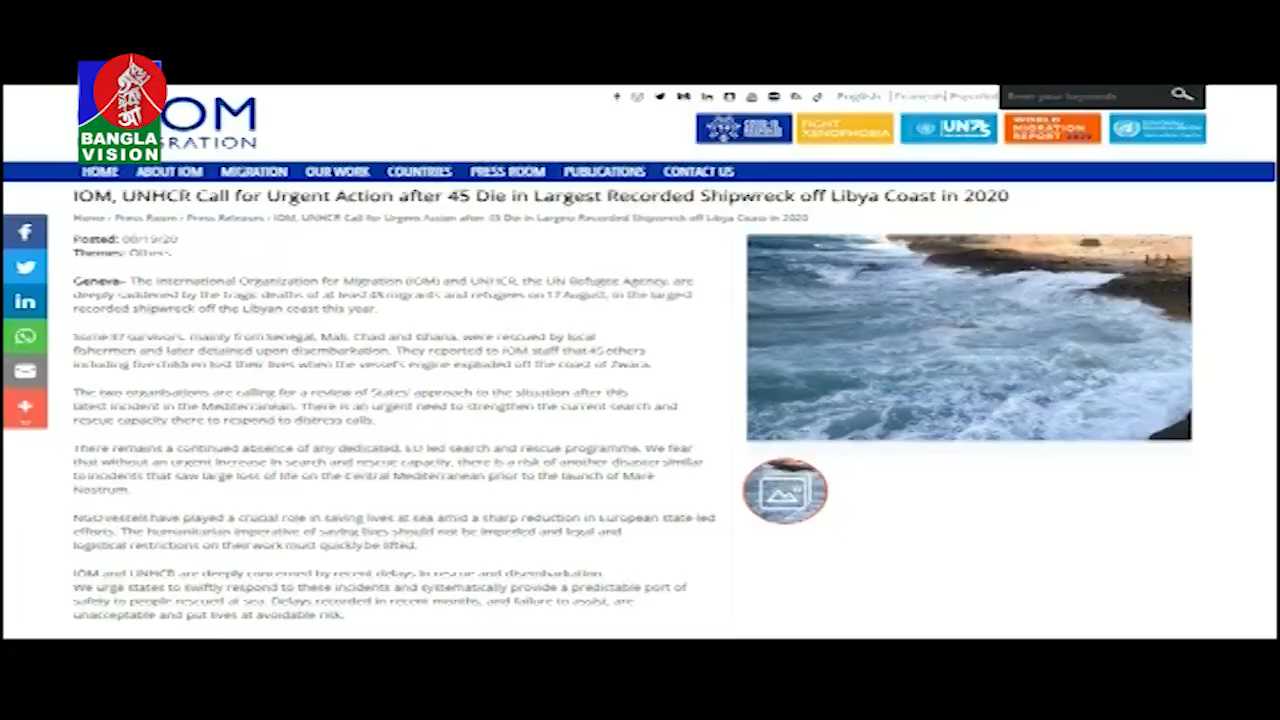 BANGLA
VISION
OM
GRATION
English | Français | Español
Enter your keywords
FIGHT
XENOPHOBIA
UN75
WORLD
MIGRATION
REPORT 2020
HOME ABOUT IOM MIGRATION OUR WORK COUNTRIES PRESS ROOM PUBLICATIONS CONTACT US
IOM, UNHCR Call for Urgent Action after 45 Die in Largest Recorded Shipwreck off Libya Coast in 2020
Home › Press Room › Press Releases › IOM, UNHCR Call for Urgent Action after 45 Die in Largest Recorded Shipwreck off Libya Coast in 2020
Posted: 08/19/20
Themes: Others
Geneva– The International Organization for Migration (IOM) and UNHCR, the UN Refugee Agency, are
deeply saddened by the tragic deaths of at least 45 migrants and refugees on 17 August, in the largest
recorded shipwreck off the Libyan coast this year.
Some 37 survivors, mainly from Senegal, Mali, Chad and Ghana, were rescued by local
fishermen and later detained upon disembarkation. They reported to IOM staff that 45 others
including five children lost their lives when the vessel's engine exploded off the coast of Zwara.
The two organisations are calling for a review of States' approach to the situation after this
latest incident in the Mediterranean. There is an urgent need to strengthen the current search and
rescue capacity there to respond to distress calls.
There remains a continued absence of any dedicated, EU led search and rescue programme. We fear
that without an urgent increase in search and rescue capacity, there is a risk of another disaster similar
to incidents that saw large loss of life on the Central Mediterranean prior to the launch of Mare
Nostrum.
NGO vessels have played a crucial role in saving lives at sea amid a sharp reduction in European state-led
efforts. The humanitarian imperative of saving lives should not be impeded and legal and
logistical restrictions on their work must quickly be lifted.
IOM and UNHCR are deeply concerned by recent delays in rescue and disembarkation.
We urge states to swiftly respond to these incidents and systematically provide a predictable port of
safety to people rescued at sea. Delays recorded in recent months, and failure to assist, are
unacceptable and put lives at avoidable risk.